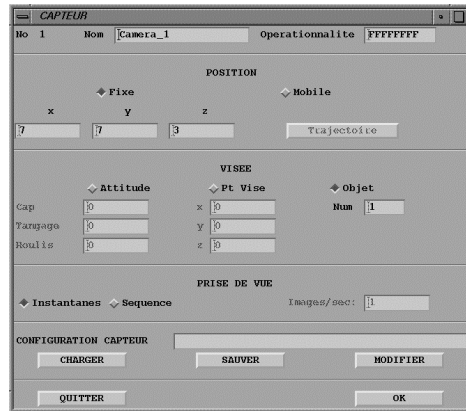 CAPTEUR
No 1 Nom Camera_1 Operationnalite FFFFFFFF
POSITION
Fixe Mobile
x y z
7 7 3 Trajectoire
VISEE
Attitude Pt Vise Objet
Cap 0 x 0 Num 1
Tangage 0 y 0
Roulis 0 z 0
PRISE DE VUE
Instantanes Sequence Images/sec: 1
CONFIGURATION CAPTEUR
CHARGER SAUVER MODIFIER
QUITTER OK